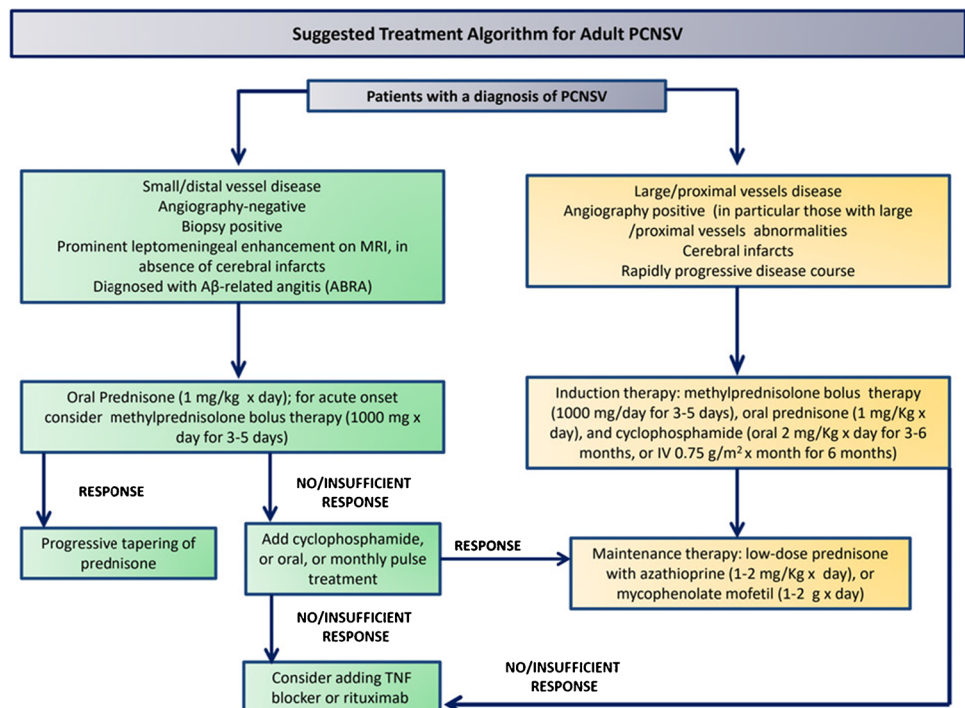 Suggested Treatment Algorithm for Adult PCNSV
Patients with a diagnosis of PCNSV
Small/distal vessel disease
Angiography-negative
Biopsy positive
Prominent leptomeningeal enhancement on MRI, in
absence of cerebral infarcts
Diagnosed with Aβ-related angitis (ABRA)
Large/proximal vessels disease
Angiography positive (in particular those with large
/proximal vessels abnormalities
Cerebral infarcts
Rapidly progressive disease course
Oral Prednisone (1 mg/kg x day); for acute onset
consider methylprednisolone bolus therapy (1000 mg x
day for 3-5 days)
Induction therapy: methylprednisolone bolus therapy
(1000 mg/day for 3-5 days), oral prednisone (1 mg/Kg x
day), and cyclophosphamide (oral 2 mg/Kg x day for 3-6
months, or IV 0.75 g/m² x month for 6 months)
RESPONSE
NO/INSUFFICIENT
RESPONSE
Progressive tapering of
prednisone
Add cyclophosphamide,
or oral, or monthly pulse
treatment
RESPONSE
Maintenance therapy: low-dose prednisone
with azathioprine (1-2 mg/Kg x day), or
mycophenolate mofetil (1-2 g x day)
NO/INSUFFICIENT
RESPONSE
NO/INSUFFICIENT
RESPONSE
Consider adding TNF
blocker or rituximab